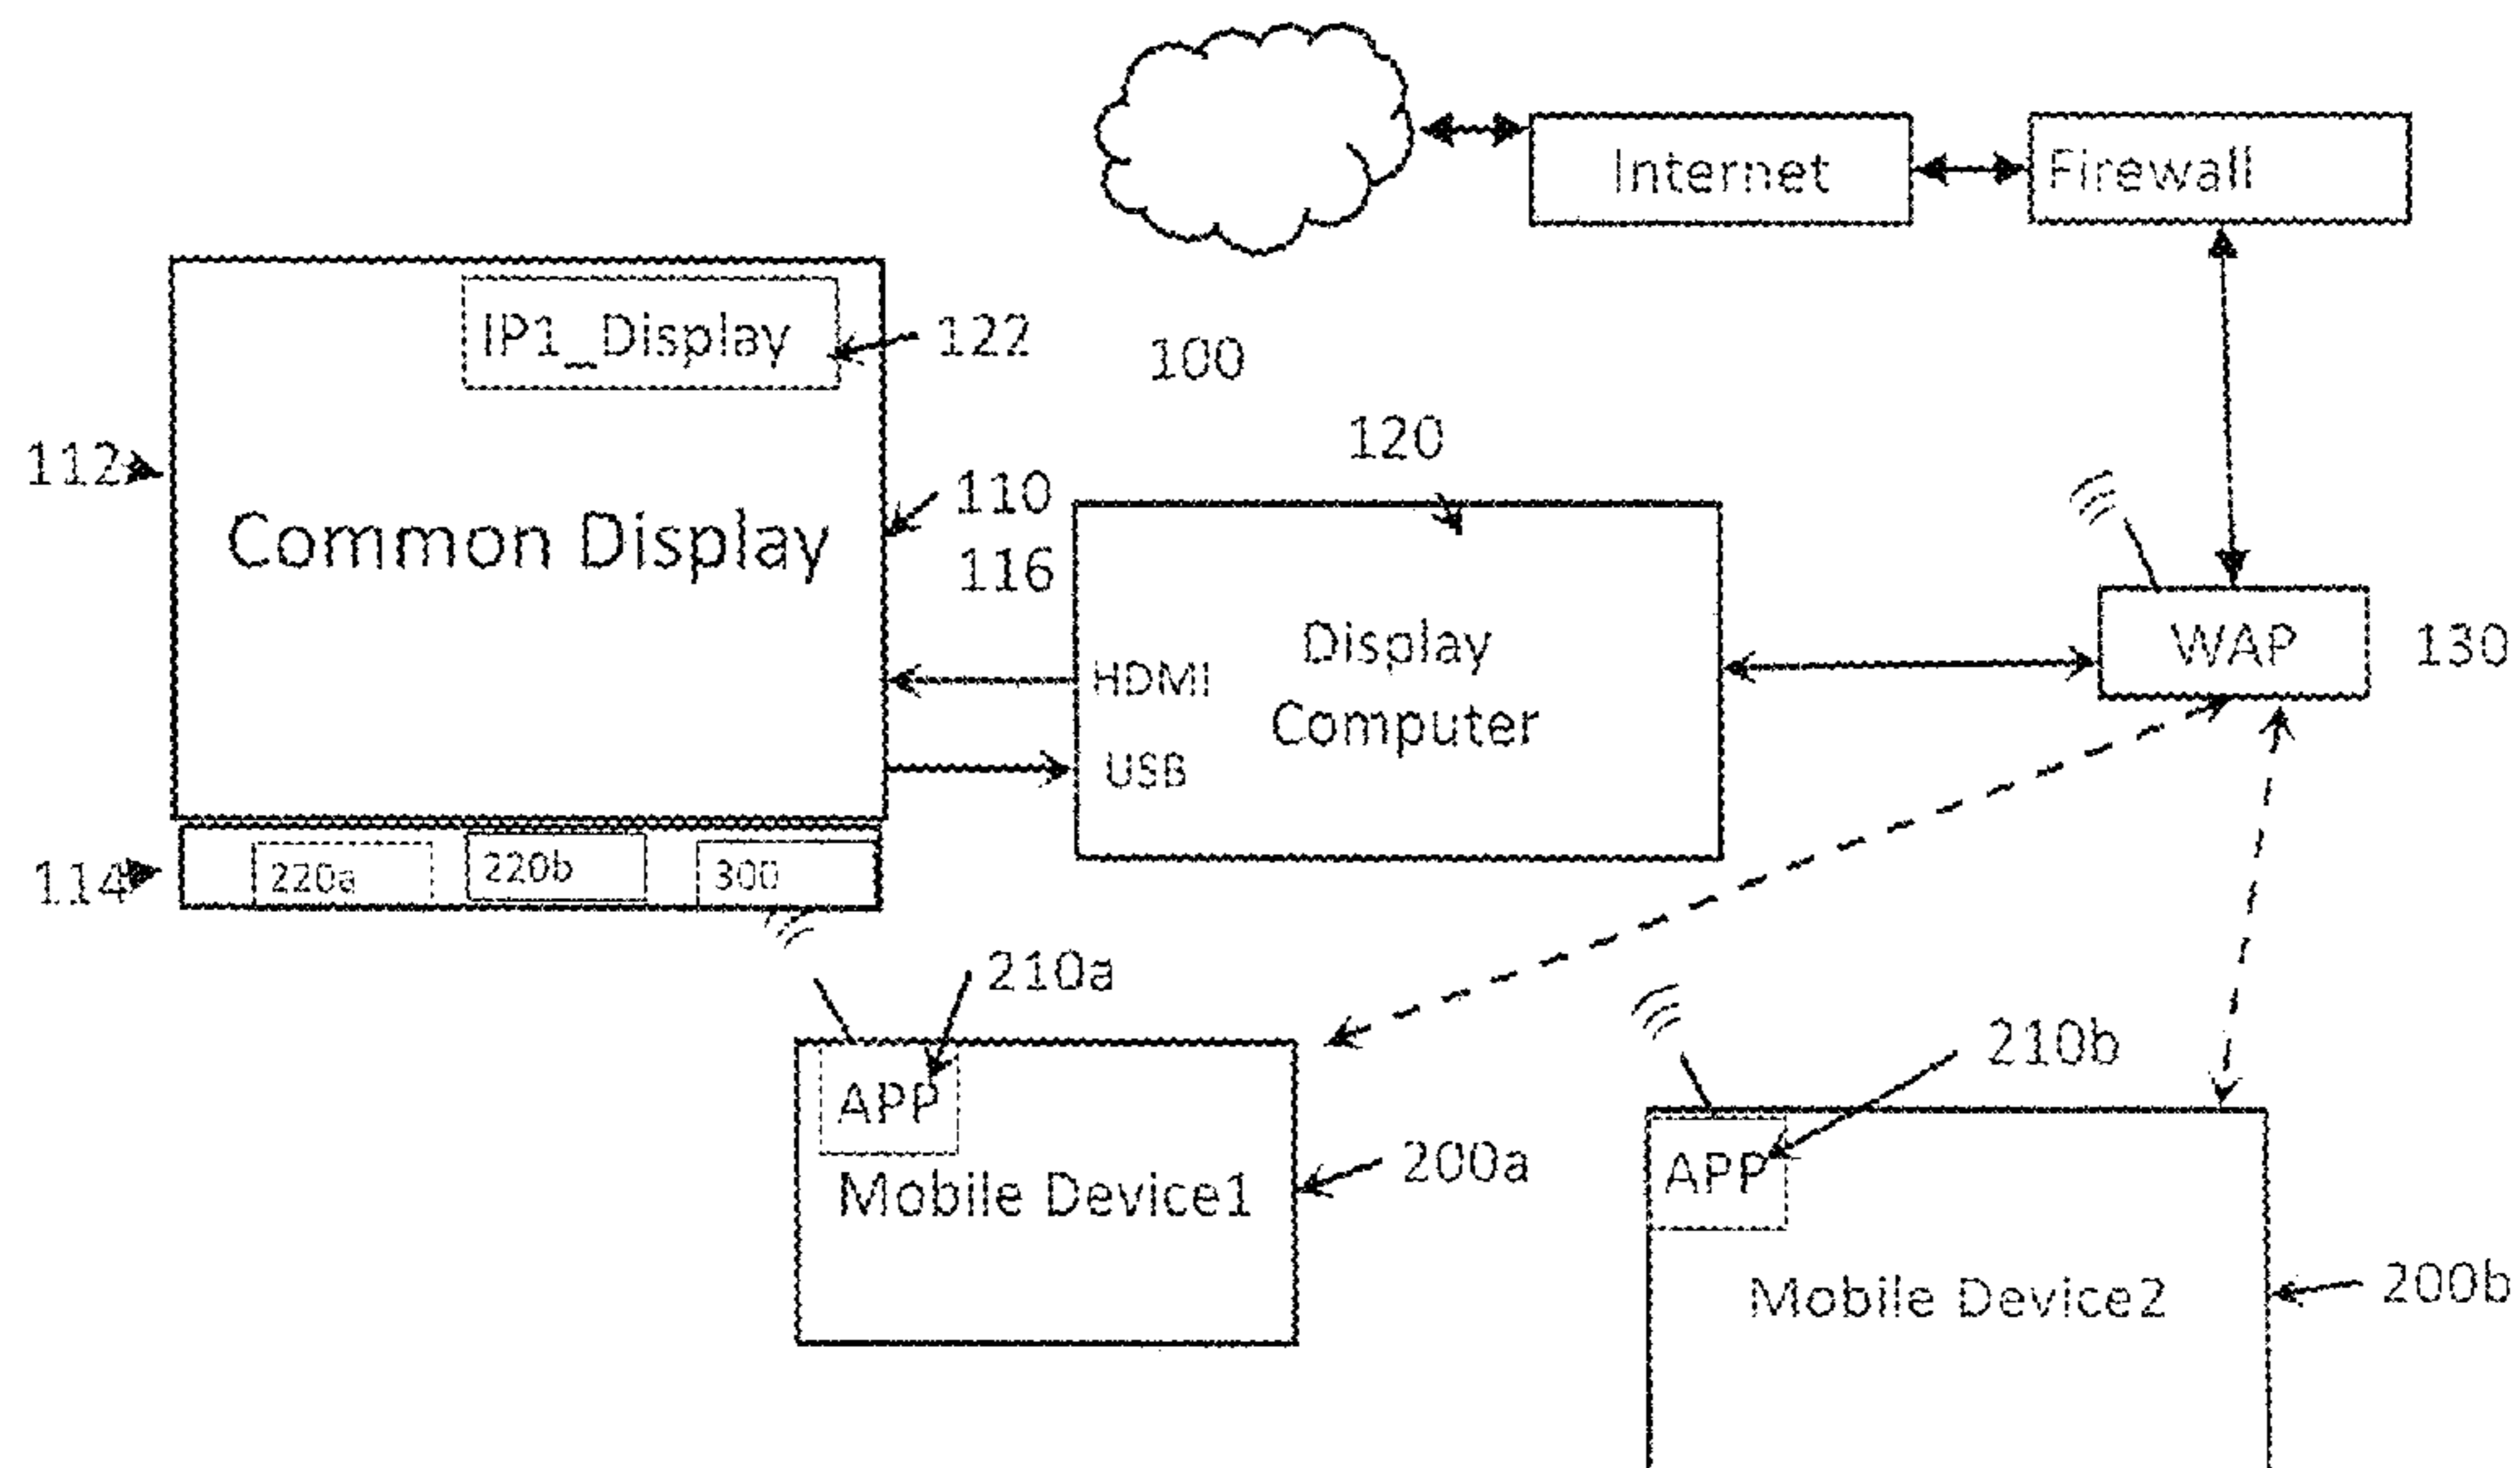 Internet
Firewall
IP1_Display
122
100
120
112
110
Common Display
116
Display
Computer
HDMI
USB
WAP
130
114
220a
220b
300
210a
210b
APP
Mobile Device1
200a
APP
Mobile Device2
200b